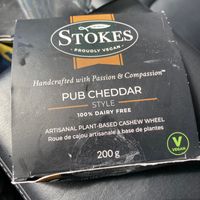 STOKES
PROUDLY VEGAN
Handcrafted with Passion & Compassion™
PUB CHEDDAR
STYLE
100% DAIRY FREE
ARTISANAL PLANT-BASED CASHEW WHEEL
Roue de cajou artisanale à base de plantes
200 g
V
VEGAN